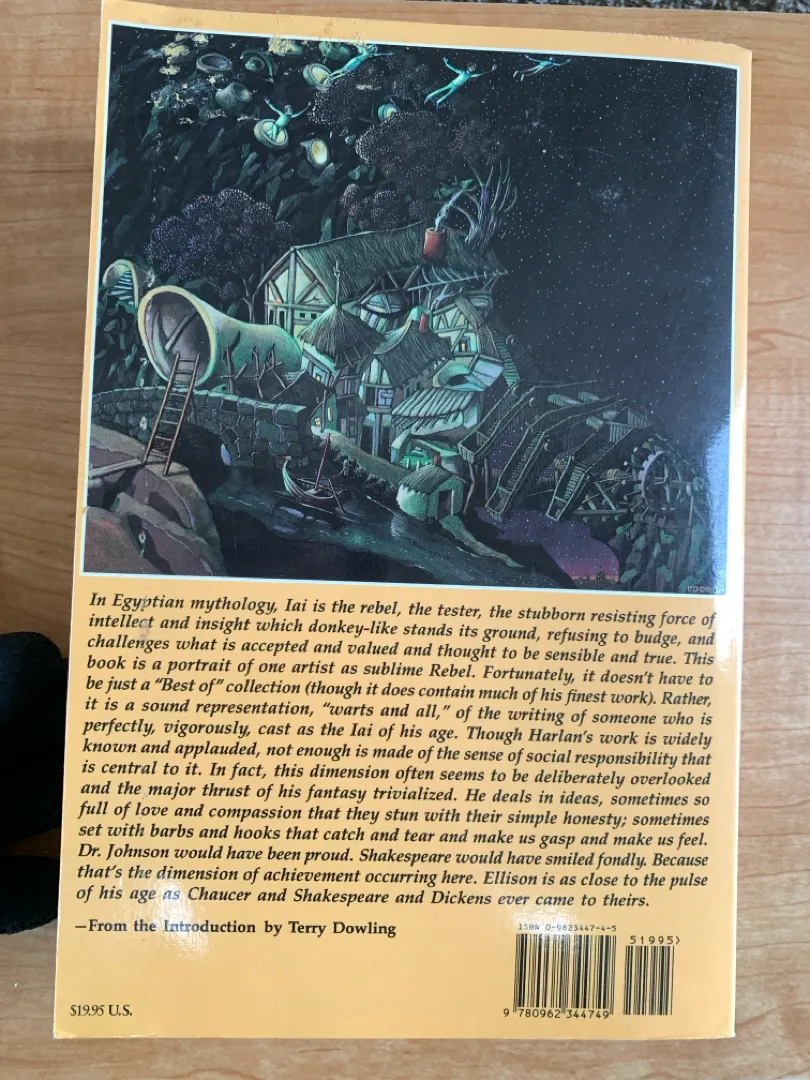 In Egyptian mythology, Iai is the rebel, the tester, the stubborn resisting force of
intellect and insight which donkey-like stands its ground, refusing to budge, and
challenges what is accepted and valued and thought to be sensible and true. This
book is a portrait of one artist as sublime Rebel. Fortunately, it doesn't have to
be just a “Best of” collection (though it does contain much of his finest work). Rather,
it is a sound representation, “warts and all,” of the writing of someone who is
perfectly, vigorously, cast as the Iai of his age. Though Harlan's work is widely
known and applauded, not enough is made of the sense of social responsibility that
is central to it. In fact, this dimension often seems to be deliberately overlooked
and the major thrust of his fantasy trivialized. He deals in ideas, sometimes so
full of love and compassion that they stun with their simple honesty; sometimes
set with barbs and hooks that catch and tear and make us gasp and make us feel.
Dr. Johnson would have been proud. Shakespeare would have smiled fondly. Because
that's the dimension of achievement occurring here. Ellison is as close to the pulse
of his age as Chaucer and Shakespeare and Dickens ever came to theirs.
—From the Introduction by Terry Dowling
ISBN 0-9623447-4-5
51995>
9 780962 344749
$19.95 U.S.